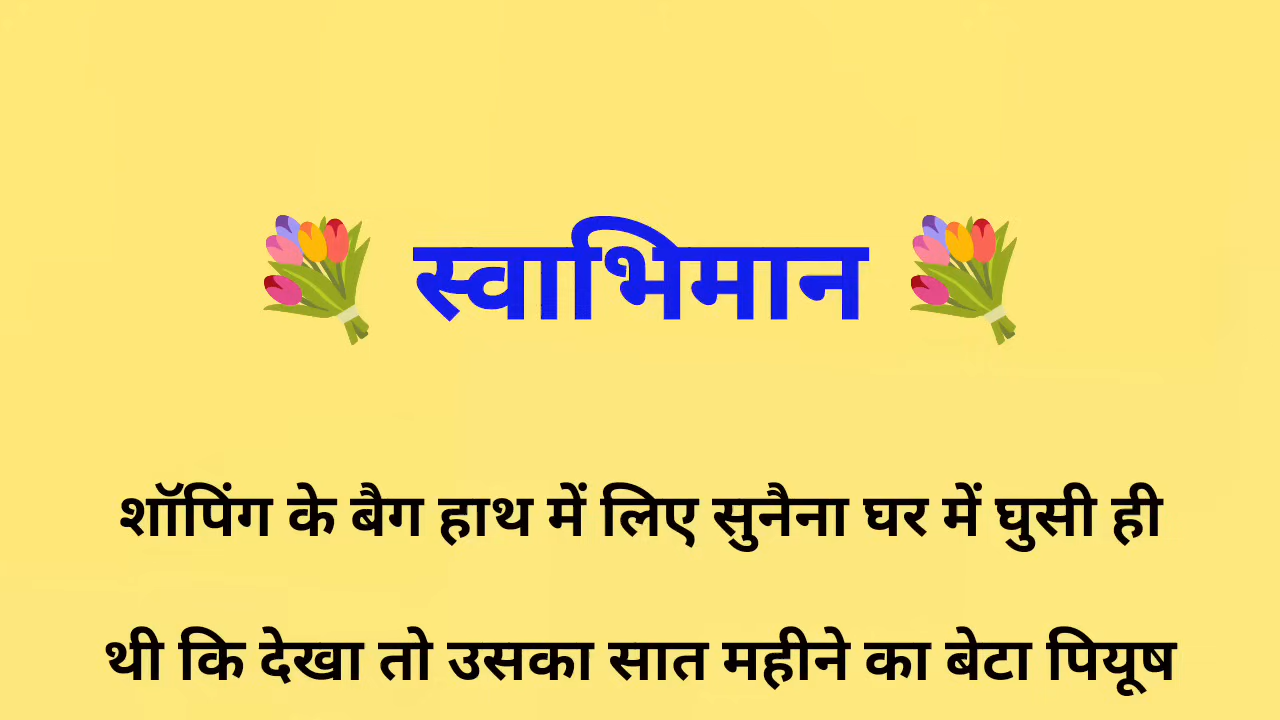 स्वाभिमान
शॉपिंग के बैग हाथ में लिए सुनैना घर में घुसी ही
थी कि देखा तो उसका सात महीने का बेटा पियूष